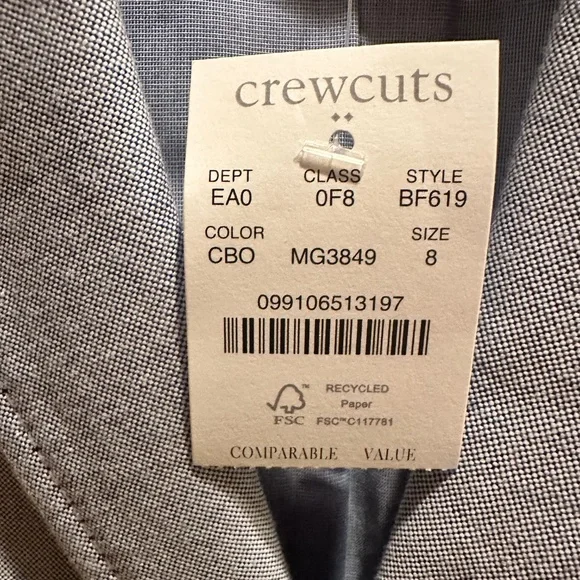 crewcuts
DEPT CLASS STYLE
EA0 0F8 BF619
COLOR SIZE
CBO MG3849 8
099106513197
RECYCLED
Paper
FSC FSC™C117781
COMPARABLE VALUE